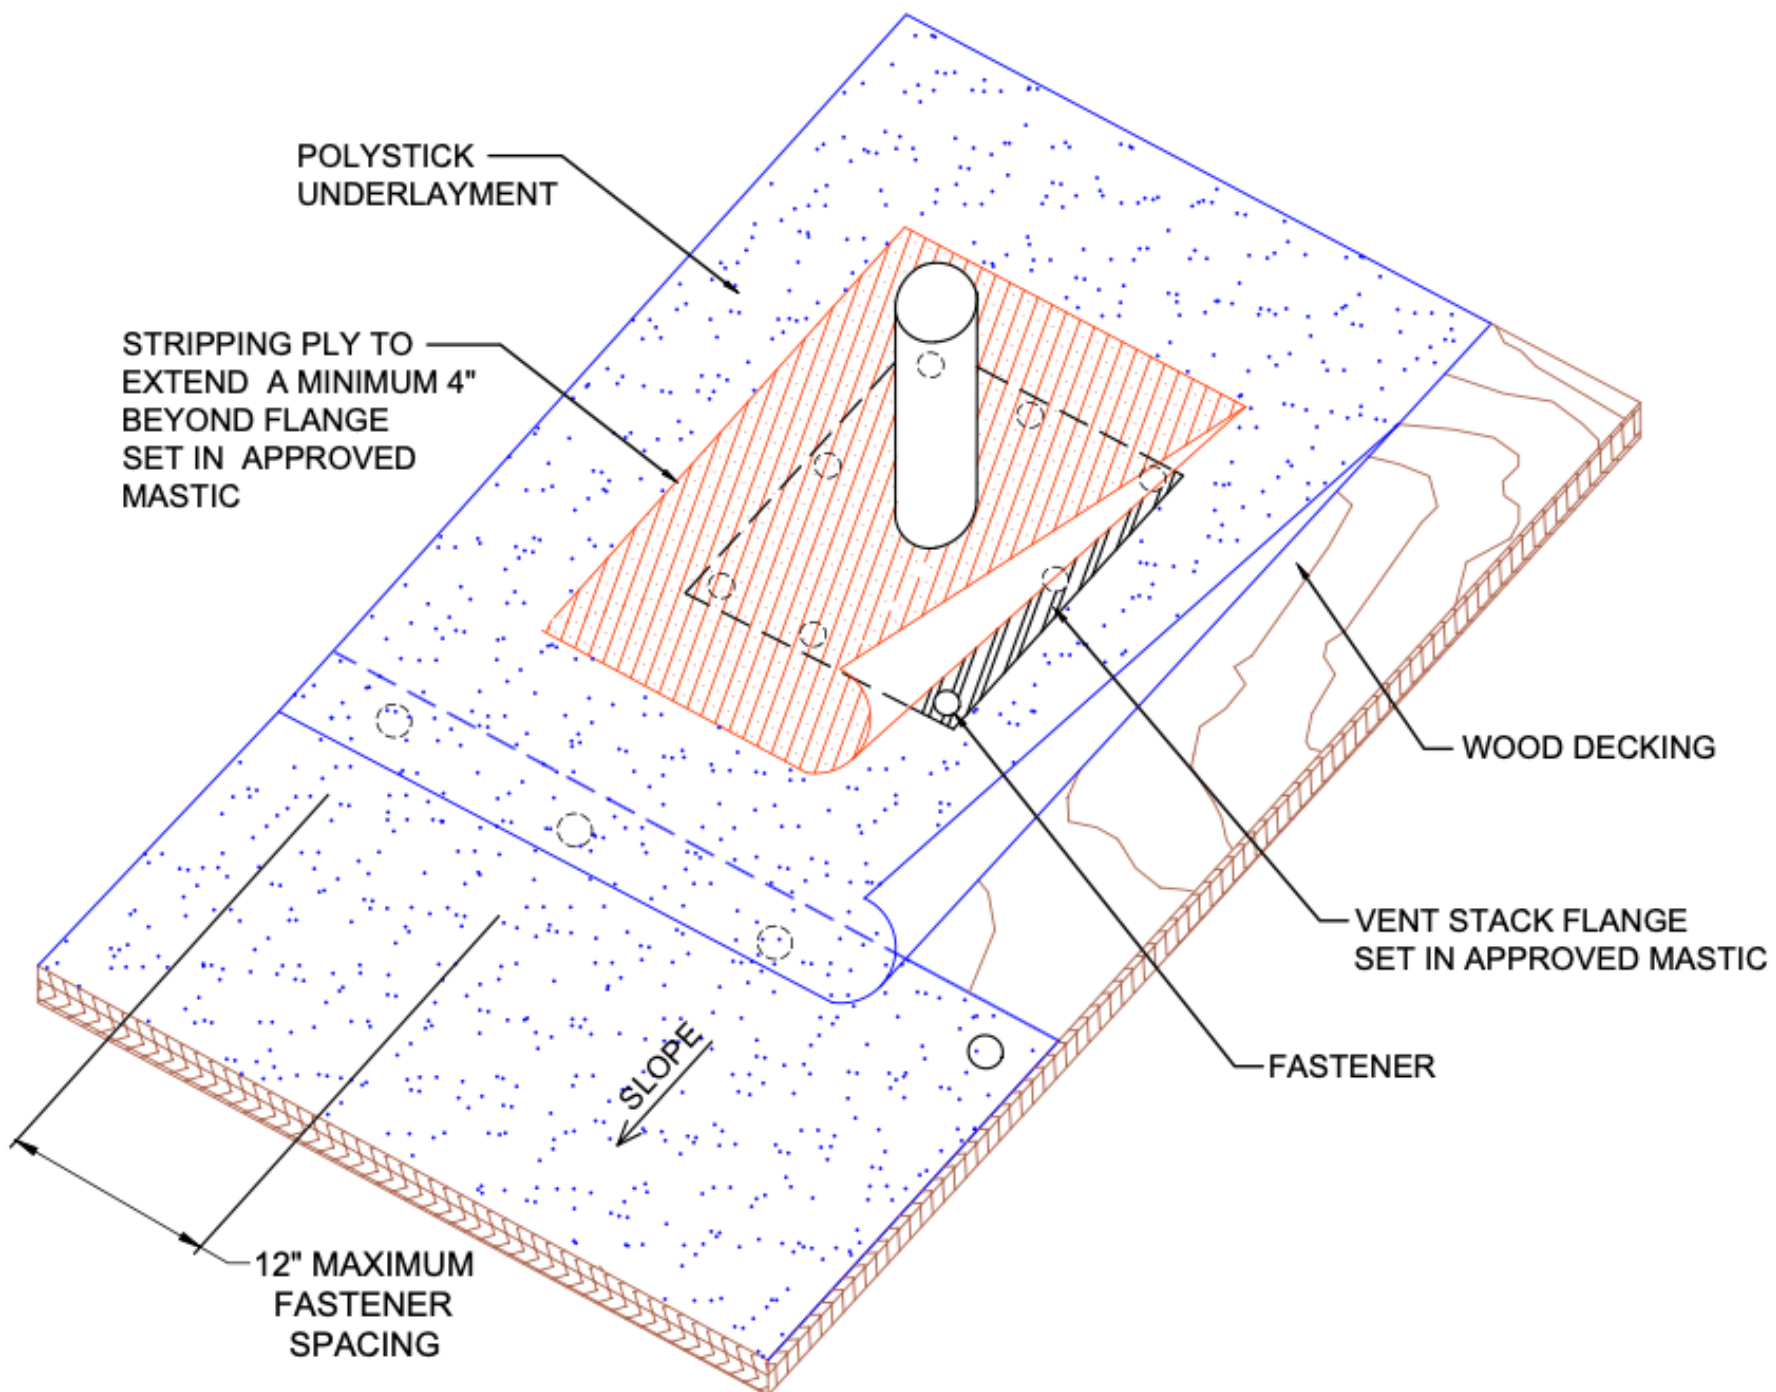 POLYSTICK
UNDERLAYMENT
STRIPPING PLY TO
EXTEND A MINIMUM 4"
BEYOND FLANGE
SET IN APPROVED
MASTIC
WOOD DECKING
VENT STACK FLANGE
SET IN APPROVED MASTIC
FASTENER
SLOPE
12" MAXIMUM
FASTENER
SPACING